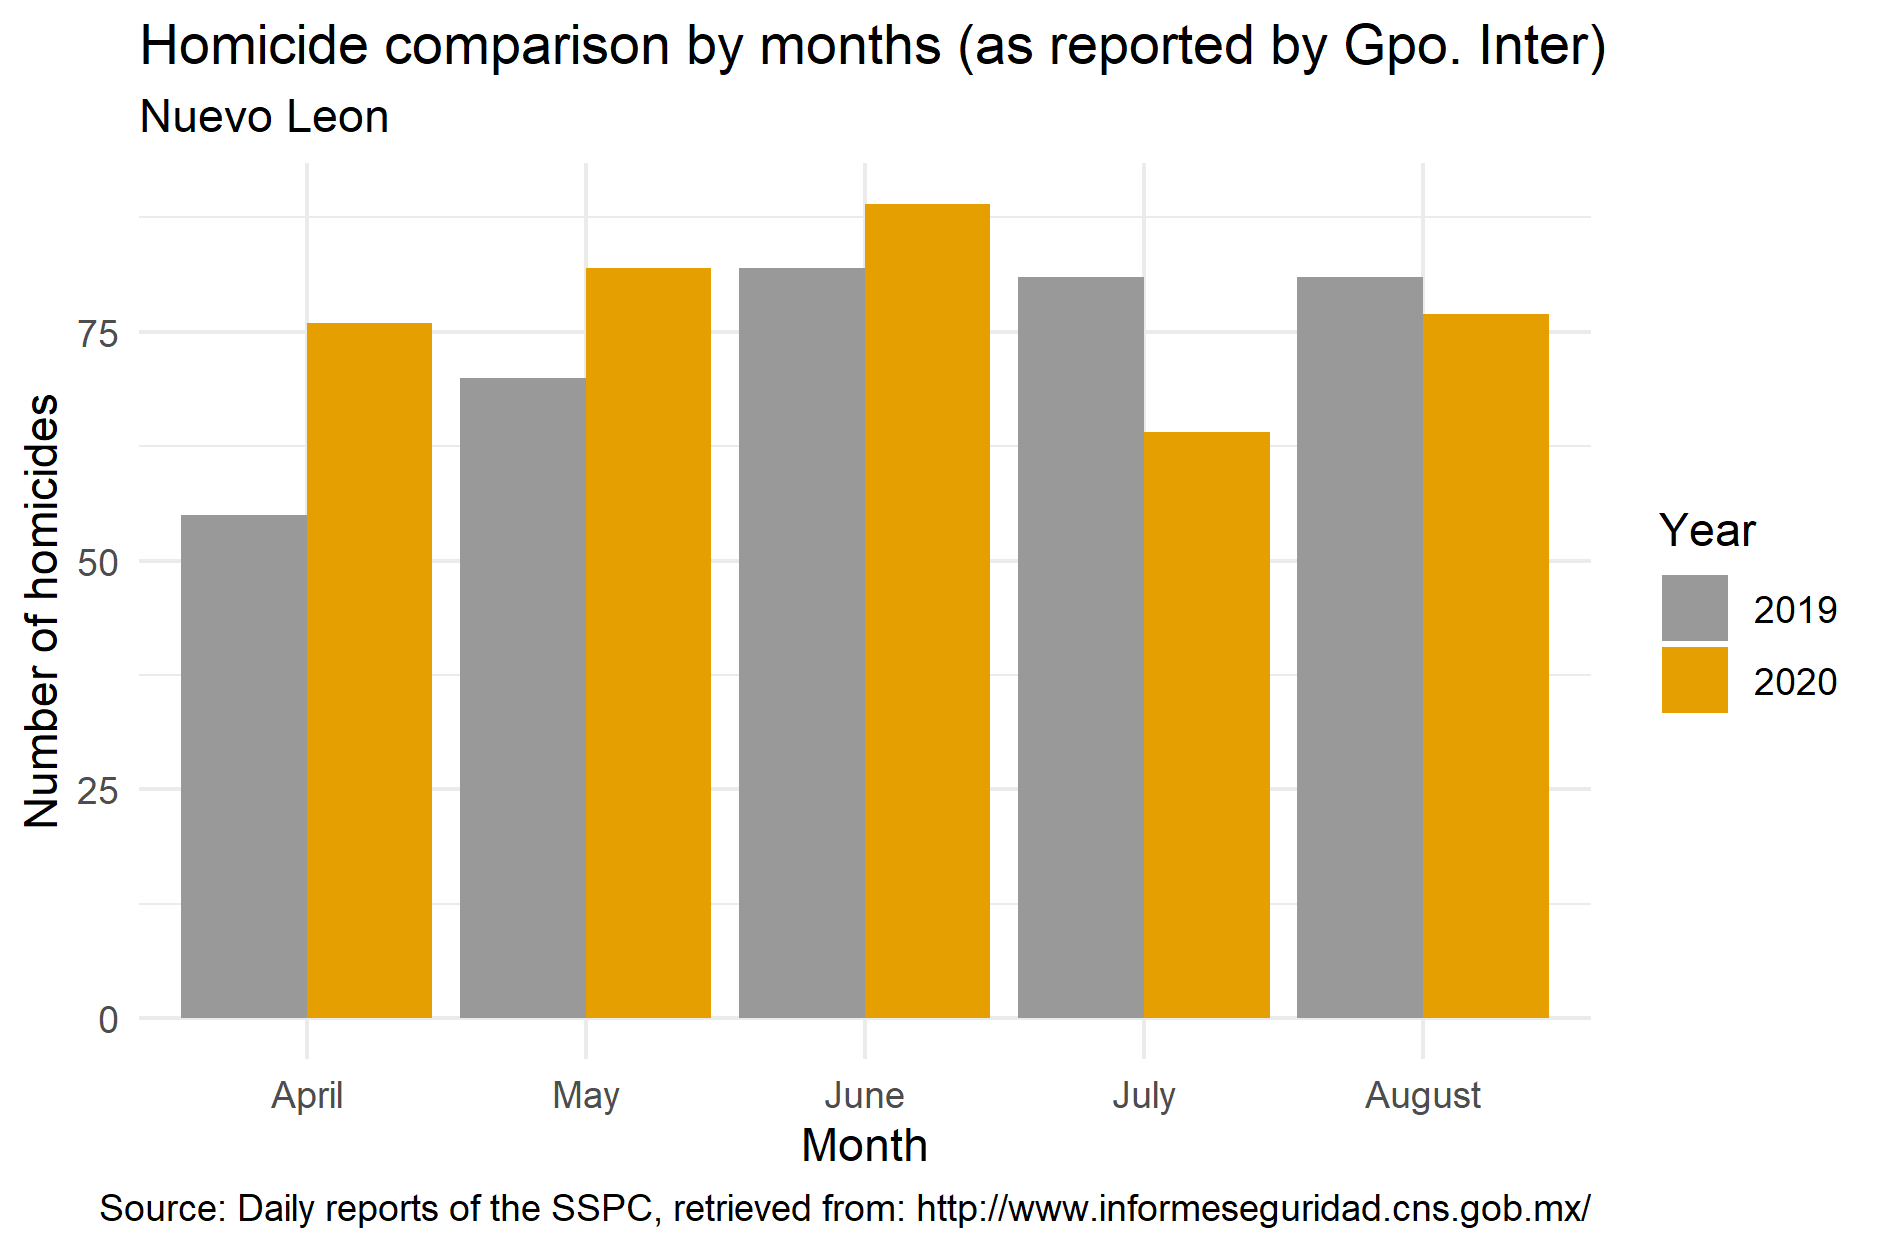 Homicide comparison by months (as reported by Gpo. Inter)
Nuevo Leon
Number of homicides
75
50
25
0
April
May
June
July
August
Month
Year
2019
2020
Source: Daily reports of the SSPC, retrieved from: http://www.informeseguridad.cns.gob.mx/